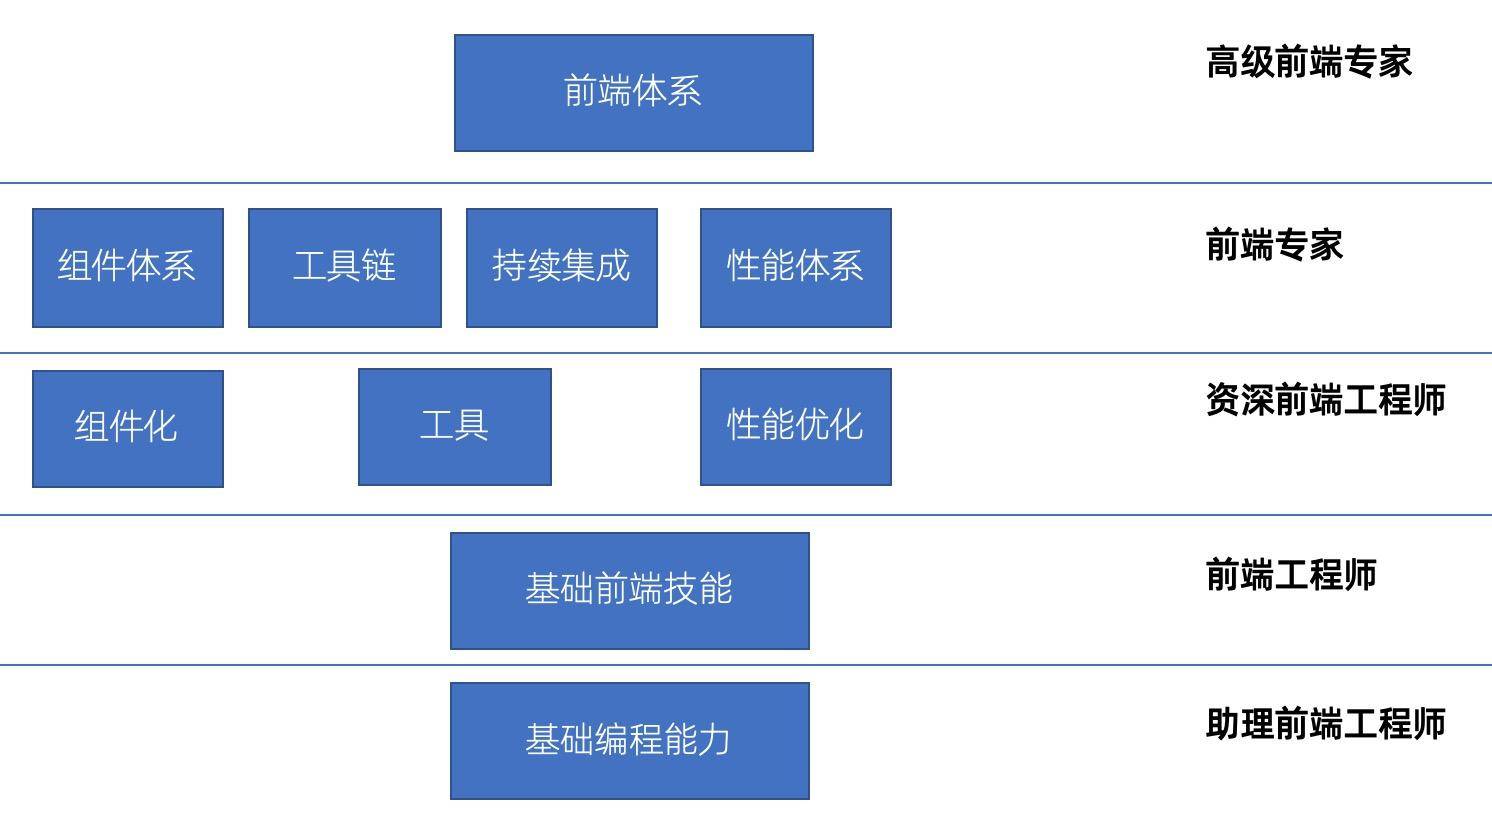 前端体系
高级前端专家
组件体系
工具链
持续集成
性能体系
前端专家
组件化
工具
性能优化
资深前端工程师
基础前端技能
前端工程师
基础编程能力
助理前端工程师